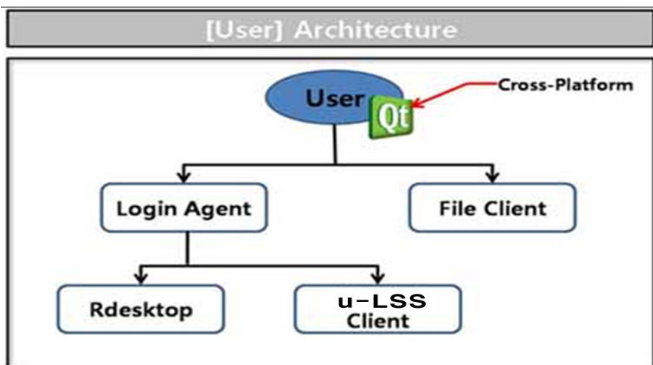 [User] Architecture
User
Qt
Cross-Platform
Login Agent
File Client
Rdesktop
u-LSS
Client